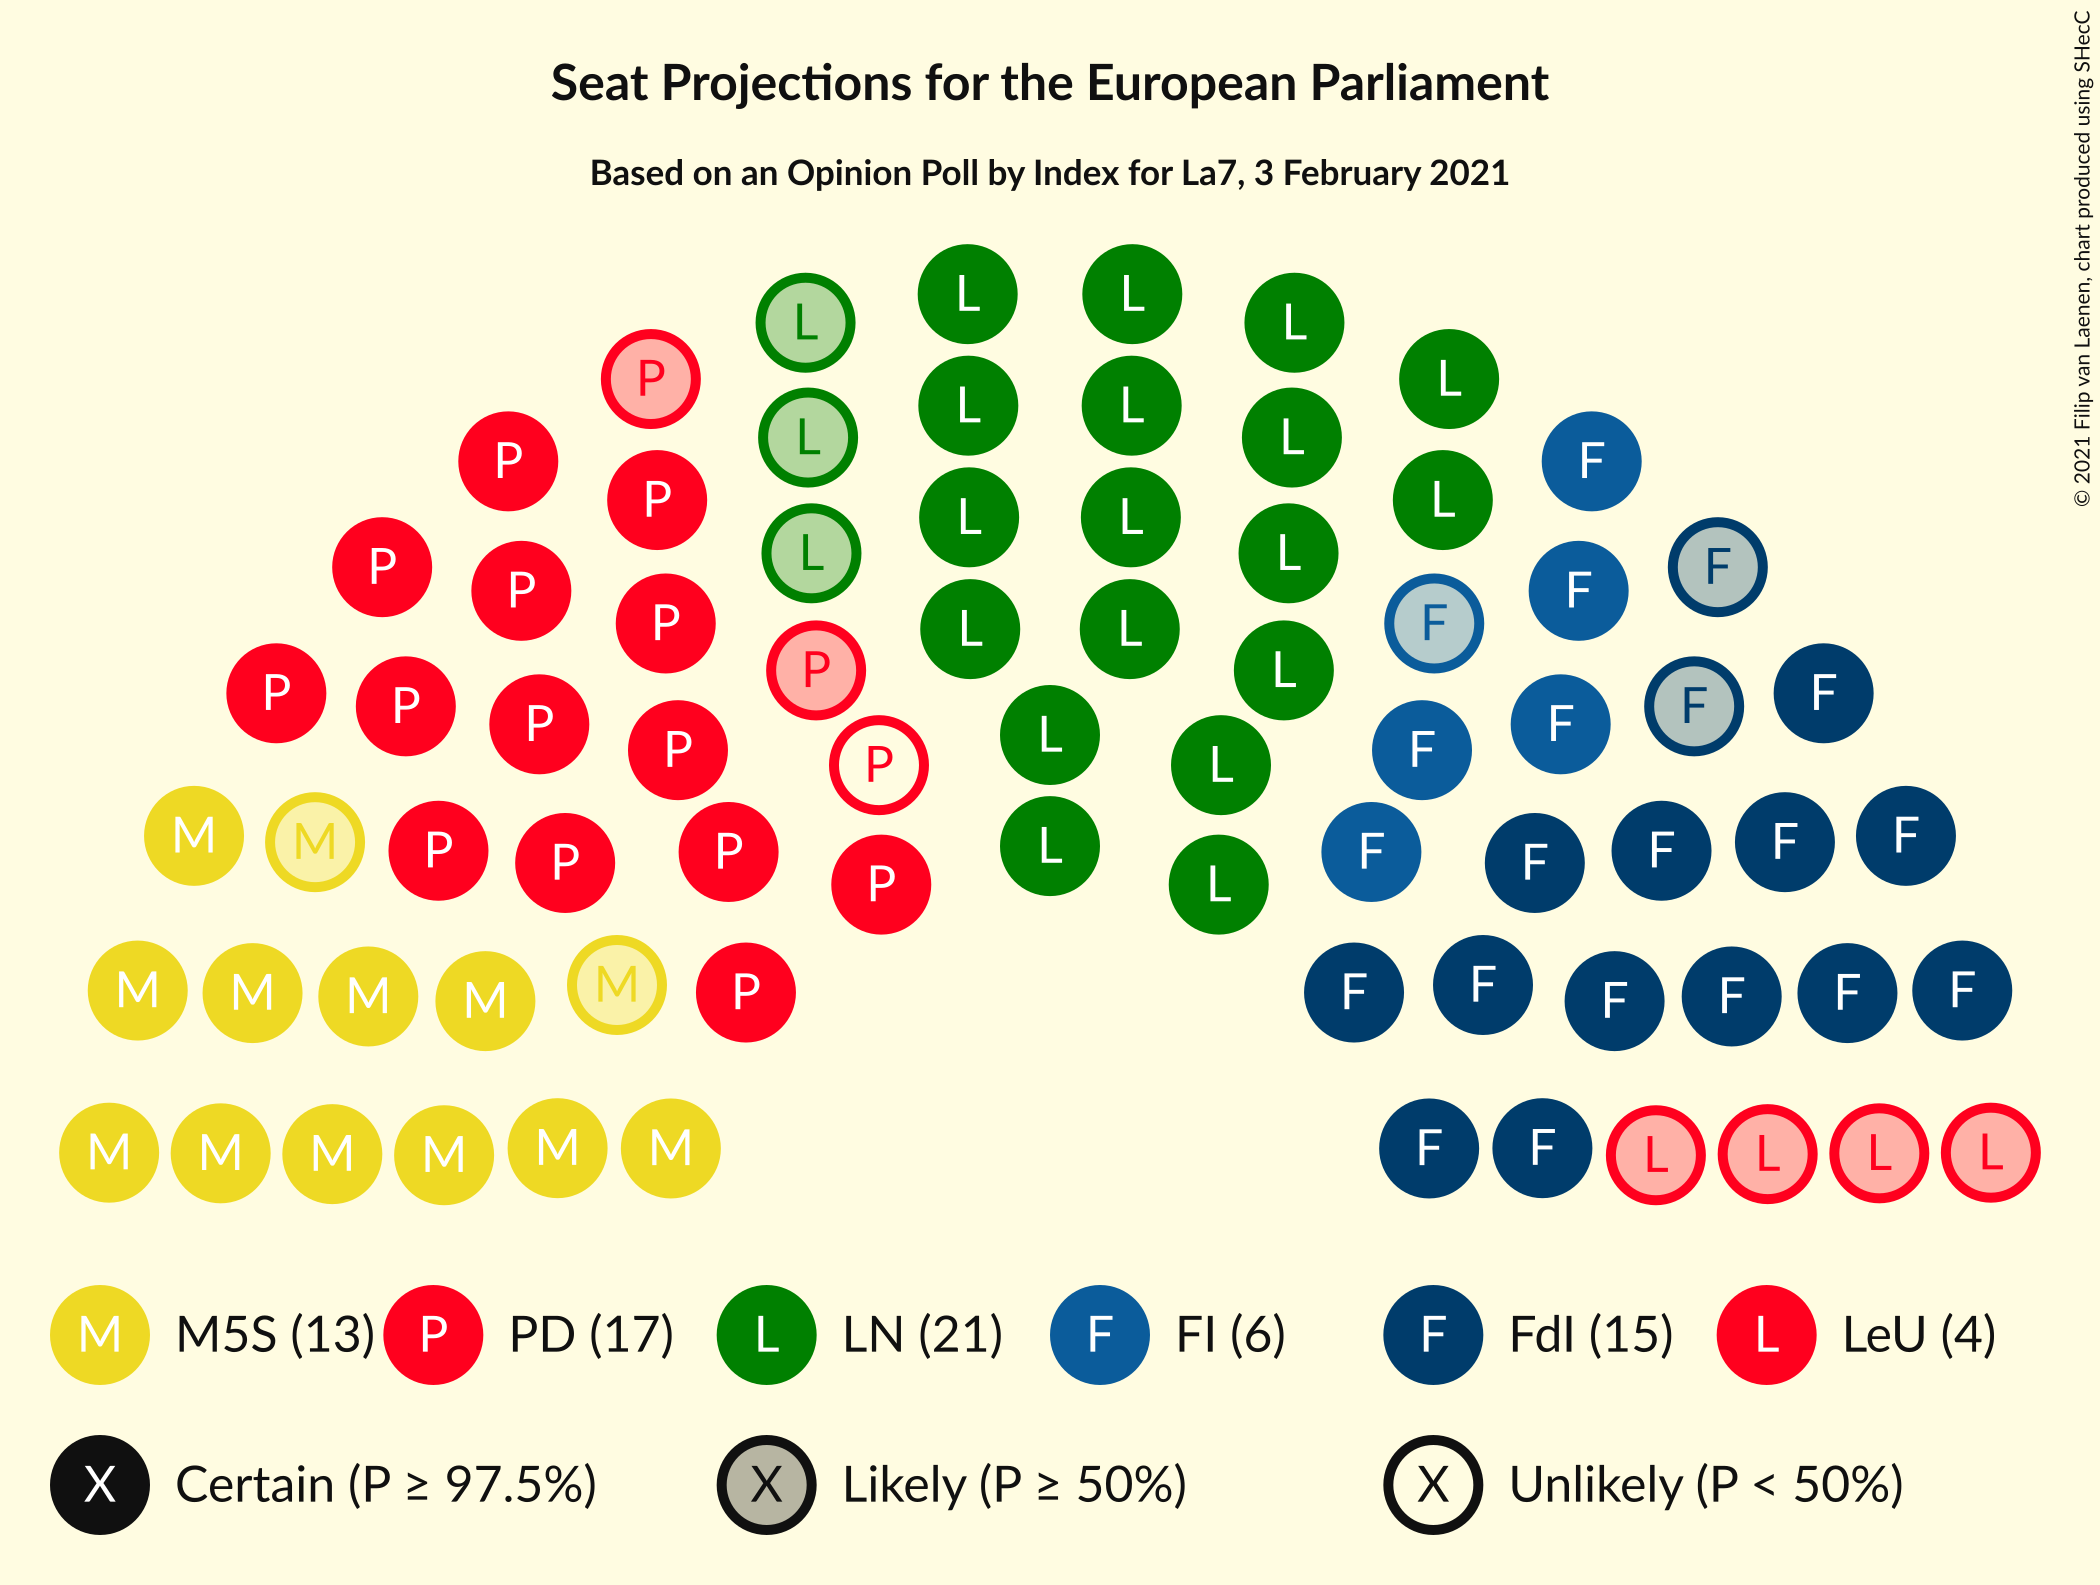 Seat Projections for the European Parliament
Based on an Opinion Poll by Index for La7, 3 February 2021
© 2021 Filip van Laenen, chart produced using SHecC
L L
L L
P L
L L
L L L
P F
P L
L L
P L L L F
P F
P F
L L
P L
P F
P P F F
P P L
P F
P L
M F
M P P P P L L F F F F F
P L
M M M M M P F F F F F F
M M M M M M F F L L L L
M M5S (13) P PD (17) L LN (21) F FI (6) F FdI (15) L LeU (4)
X Certain (P ≥ 97.5%) X Likely (P ≥ 50%) X Unlikely (P < 50%)